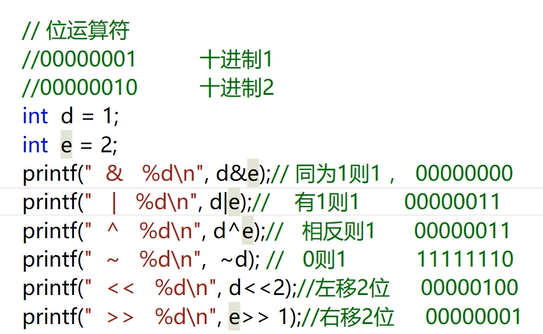 // 位运算符
//00000001 十进制1
//00000010 十进制2
int d = 1;
int e = 2;
printf(" & %d\n", d&e);// 同为1则1 , 00000000
printf(" | %d\n", d|e);// 有1则1 00000011
printf(" ^ %d\n", d^e);// 相反则1 00000011
printf(" ~ %d\n", ~d); // 0则1 11111110
printf(" << %d\n", d<<2);//左移2位 00000100
printf(" >> %d\n", e>> 1);//右移2位 00000001